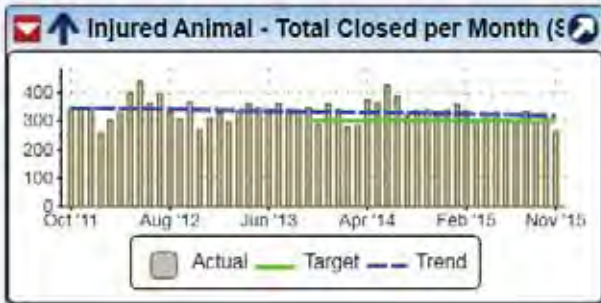 Injured Animal - Total Closed per Month (S
400
300
200
100
0
Oct '11 Aug '12 Jun '13 Apr '14 Feb '15 Nov '15
Actual Target Trend